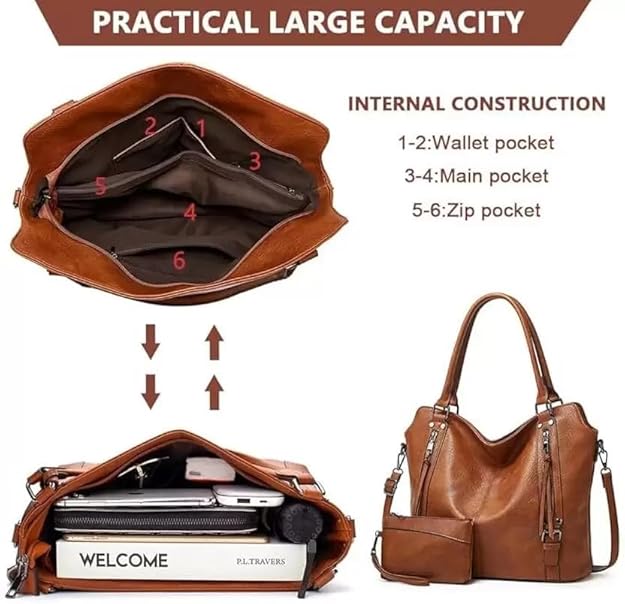 PRACTICAL LARGE CAPACITY
INTERNAL CONSTRUCTION
1-2:Wallet pocket
3-4:Main pocket
5-6:Zip pocket
2
1
3
5
4
6
WELCOME
P.L.TRAVERS